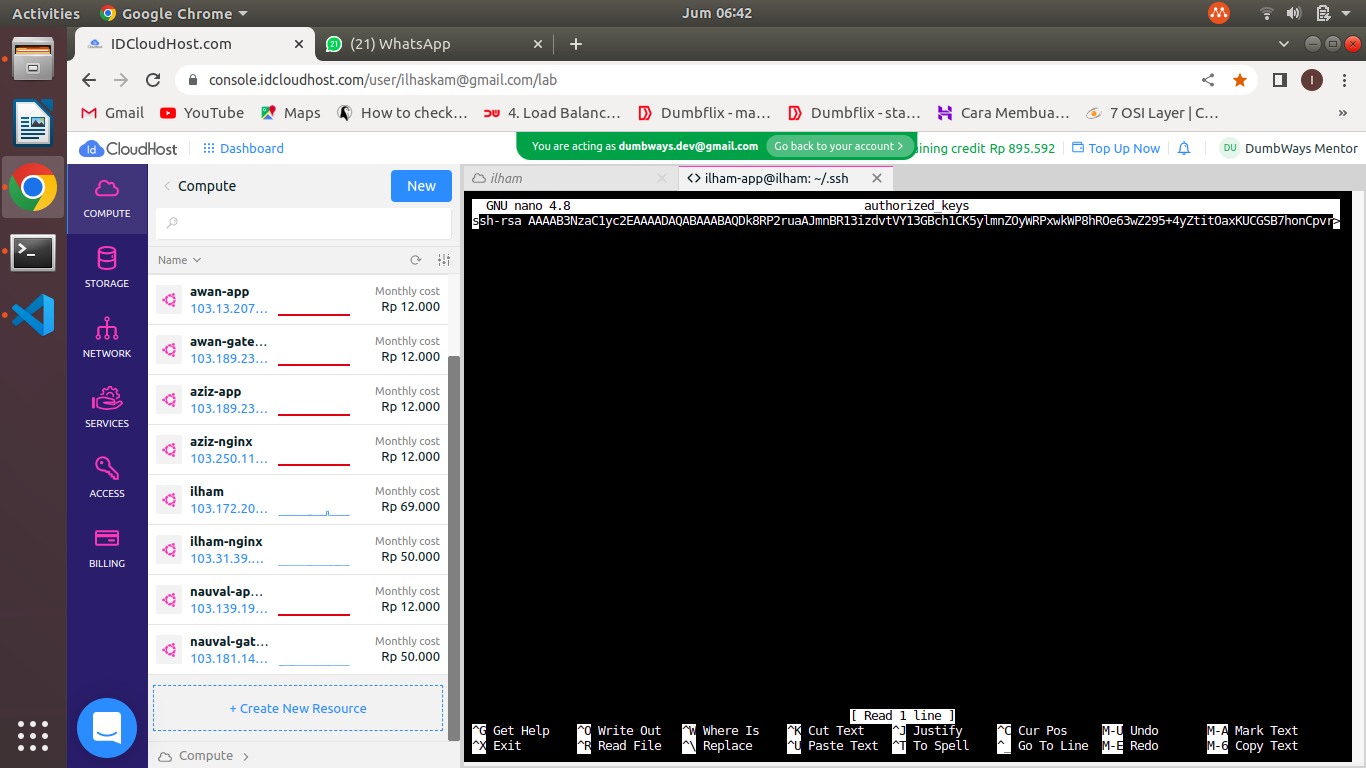 Activities
Google Chrome
Jum 06:42
IDCloudHost.com
(21) WhatsApp
console.idcloudhost.com/user/ilhaskam@gmail.com/lab
I
Gmail
YouTube
Maps
How to check…
4. Load Balanc…
Dumbflix - ma…
Dumbflix - sta…
Cara Membua…
7 OSI Layer | C…
»
Id CloudHost
Dashboard
You are acting as dumbways.dev@gmail.com
Go back to your account >
ining credit Rp 895.592
Top Up Now
DU
DumbWays Mentor
COMPUTE
STORAGE
NETWORK
SERVICES
ACCESS
BILLING
Compute
New
Name
awan-app
Monthly cost
103.13.207…
Rp 12.000
awan-gate…
Monthly cost
103.189.23…
Rp 12.000
aziz-app
Monthly cost
103.189.23…
Rp 12.000
aziz-nginx
Monthly cost
103.250.11…
Rp 12.000
ilham
Monthly cost
103.172.20…
Rp 69.000
ilham-nginx
Monthly cost
103.31.39.…
Rp 50.000
nauval-ap…
Monthly cost
103.139.19…
Rp 12.000
nauval-gat…
Monthly cost
103.181.14…
Rp 50.000
+ Create New Resource
Compute >
ilham
<> ilham-app@ilham: ~/.ssh
GNU nano 4.8 authorized_keys
ssh-rsa AAAAB3NzaC1yc2EAAAADAQABAAABAQDk8RP2ruaAJmnBR13izdvtVY13GBch1CK5ylmnZOyWRPxwkWP8hROe63wZ295+4yZtitOaxKUCGSB7honCpvr>
[ Read 1 line ]
^G Get Help ^O Write Out ^W Where Is ^K Cut Text ^J Justify ^C Cur Pos M-U Undo M-A Mark Text
^X Exit ^R Read File ^\ Replace ^U Paste Text ^T To Spell ^_ Go To Line M-E Redo M-6 Copy Text